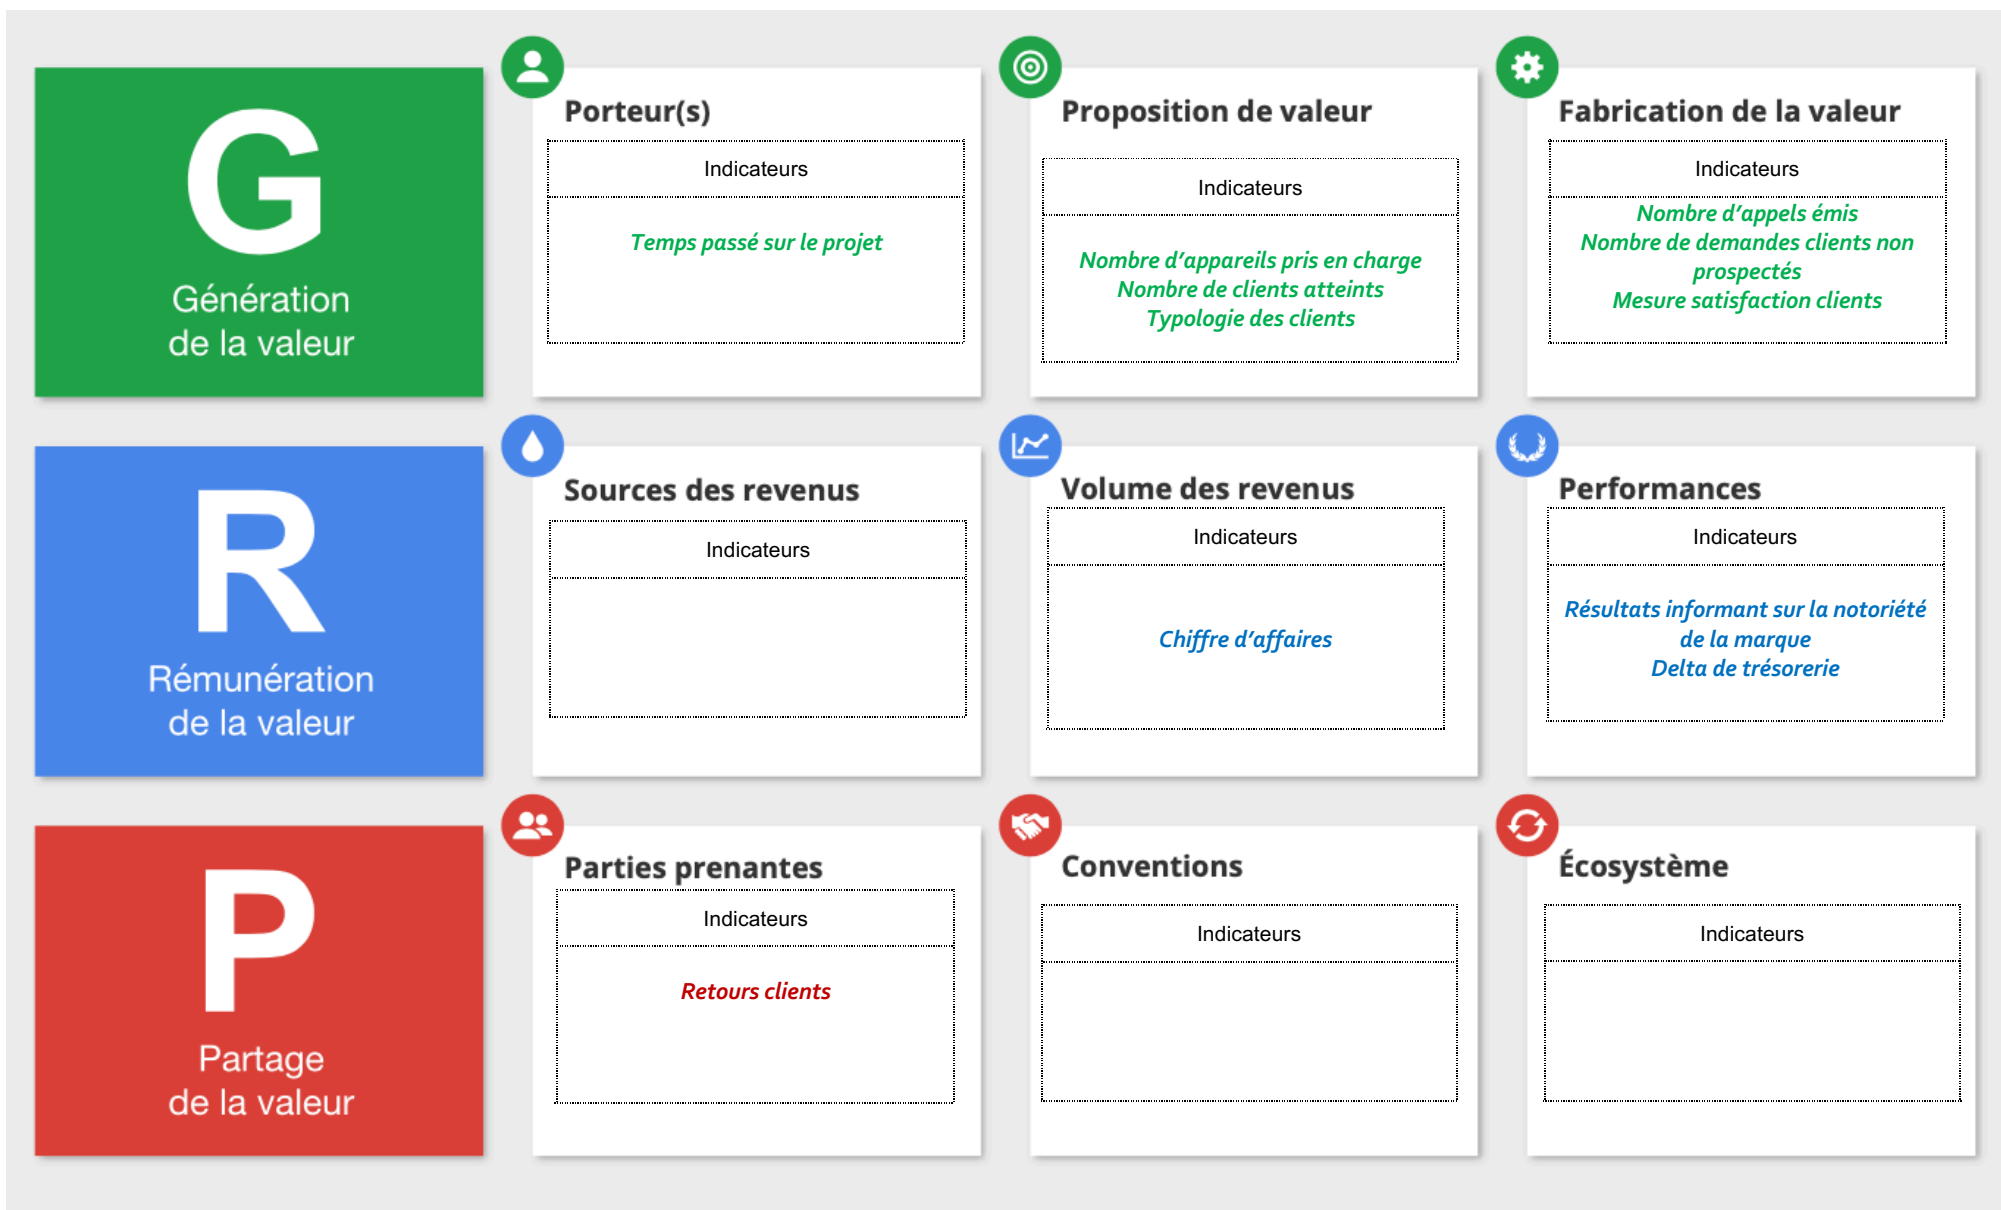 G
Génération
de la valeur
Porteur(s)
Indicateurs
Temps passé sur le projet
Proposition de valeur
Indicateurs
Nombre d'appareils pris en charge
Nombre de clients atteints
Typologie des clients
Fabrication de la valeur
Indicateurs
Nombre d'appels émis
Nombre de demandes clients non
prospectés
Mesure satisfaction clients
R
Rémunération
de la valeur
Sources des revenus
Indicateurs
Volume des revenus
Indicateurs
Chiffre d'affaires
Performances
Indicateurs
Résultats informant sur la notoriété
de la marque
Delta de trésorerie
P
Partage
de la valeur
Parties prenantes
Indicateurs
Retours clients
Conventions
Indicateurs
Écosystème
Indicateurs